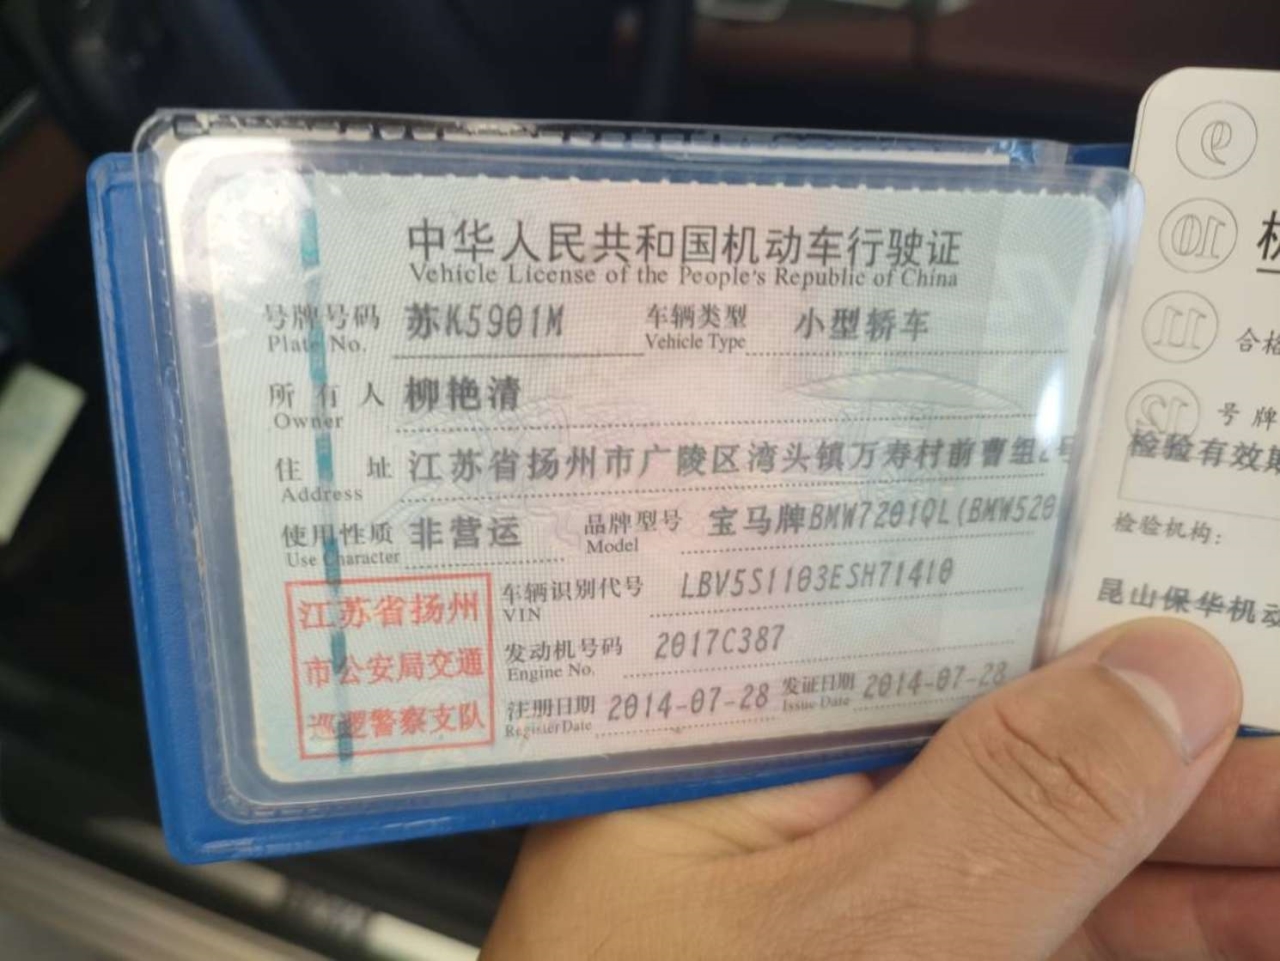 中华人民共和国机动车行驶证
Vehicle License of the People's Republic of China
号牌号码 苏K5901M 车辆类型 小型轿车
Plate No. Vehicle Type
所有人 柳艳清
Owner
住址 江苏省扬州市广陵区湾头镇万寿村前曹组2号
Address
使用性质 非营运 品牌型号 宝马牌BMW7201QL(BMW520
Use Character Model
江苏省扬州
市公安局交通
巡逻警察支队
车辆识别代号 LBV5S1103ESH71410
VIN
发动机号码 2017C387
Engine No.
注册日期 2014-07-28 发证日期 2014-07-28
Register Date Issue Date
9
10
11
合格
12
号牌
检验有效期
检验机构:
昆山保华机动